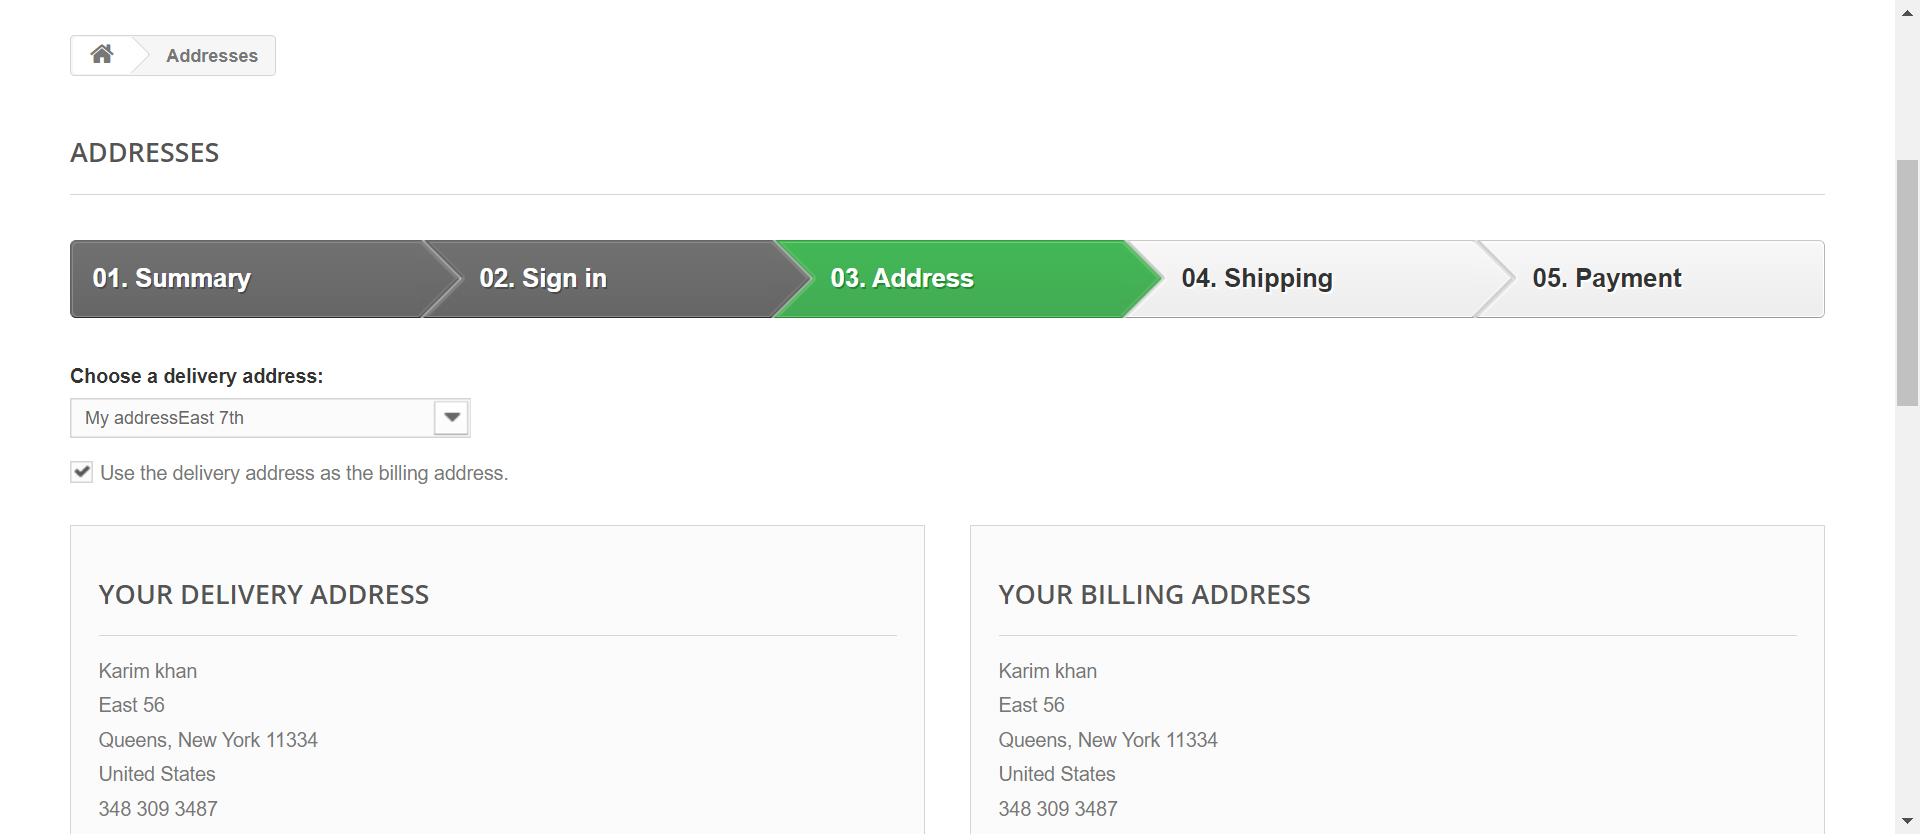 Addresses
ADDRESSES
01. Summary
02. Sign in
03. Address
04. Shipping
05. Payment
Choose a delivery address:
My addressEast 7th
Use the delivery address as the billing address.
YOUR DELIVERY ADDRESS
Karim khan
East 56
Queens, New York 11334
United States
348 309 3487
YOUR BILLING ADDRESS
Karim khan
East 56
Queens, New York 11334
United States
348 309 3487